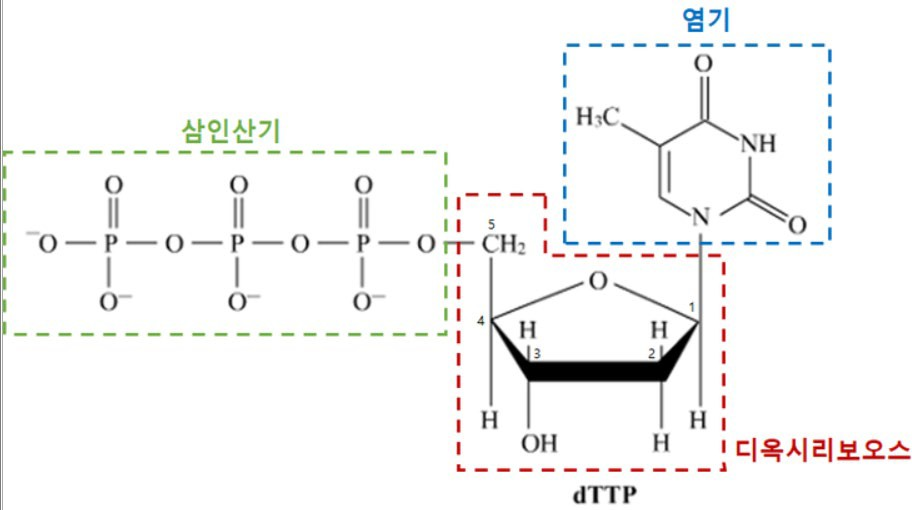 염기
O
H₃C
NH
삼인산기
O O O
N
O
⁻O P O P O P O
5
CH₂
O⁻ O⁻ O⁻
O
1
4
H H
3 2
H H
OH H
디옥시리보오스
dTTP